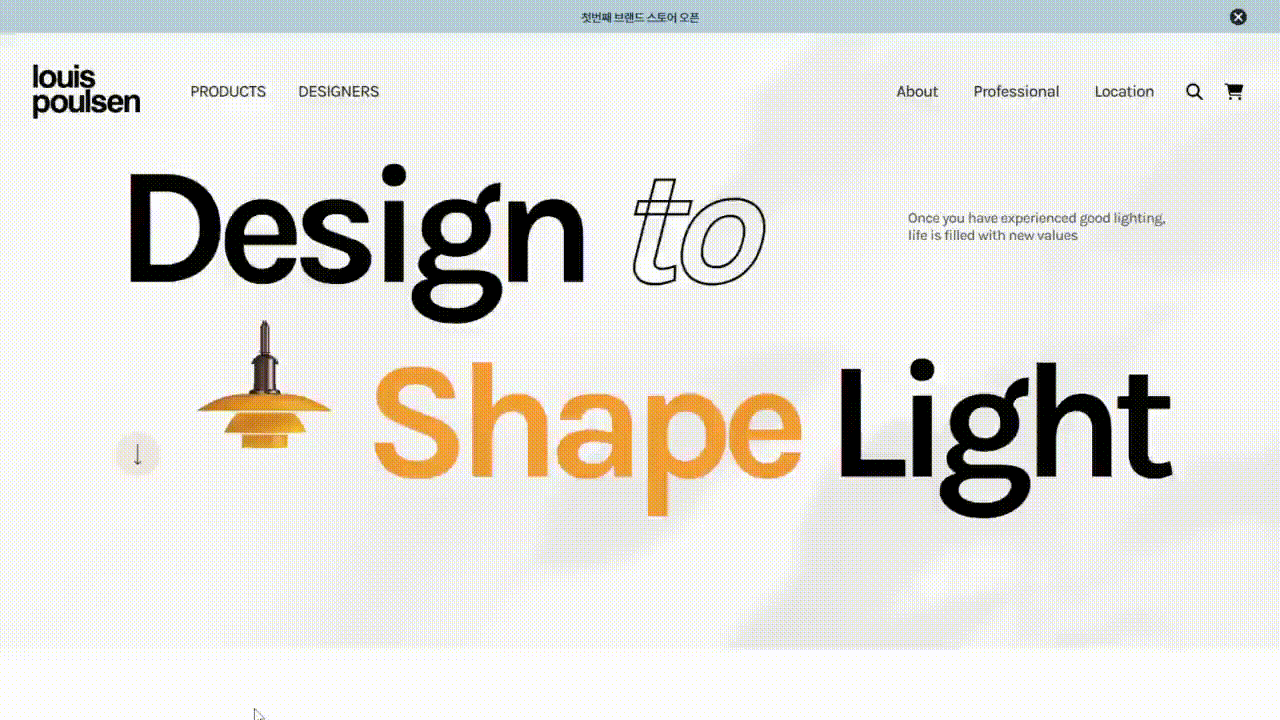 첫번째 브랜드 스토어 오픈
louis
poulsen
PRODUCTS DESIGNERS
About Professional Location
Design to
Once you have experienced good lighting,
life is filled with new values
Shape Light